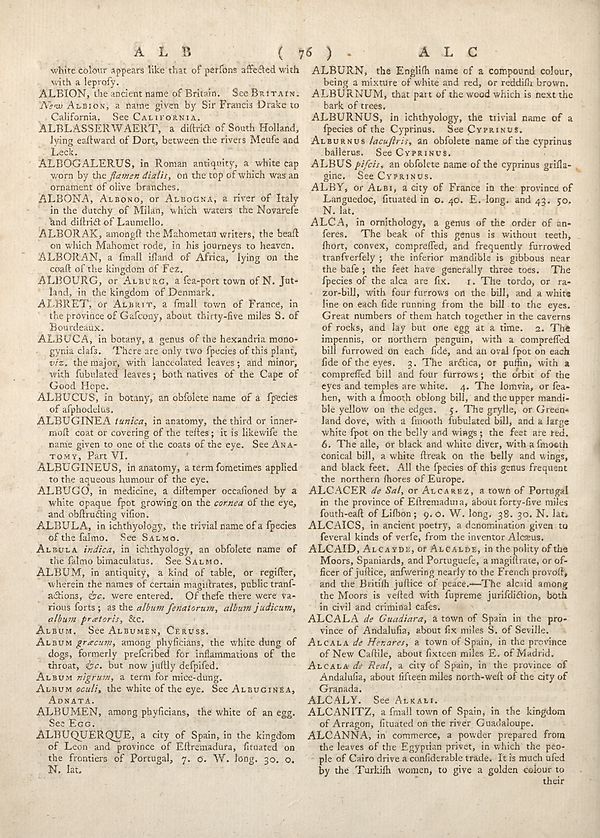 A L B ( 76 ) A L C
white colour appears like that of persons affected with
with a leprosy.
ALBION, the ancient name of Britain. See BRITAIN.
New ALBION, a name given by Sir Francis Drake to
California. See CALIFORNIA.
ALBLASSERWAERT, a district of South Holland,
lying eastward of Dort, between the rivers Meuse and
Leck.
ALBOGALERUS, in Roman antiquity, a white cap
worn by the flamen dialis, on the top of which was an
ornament of olive branches.
ALBONA, ALBONO, or ALBOGNA, a river of Italy
in the dutchy of Milan, which waters the Novarese
and district of Laumello.
ALBORAK, amongst the Mahometan writers, the beast
on which Mahomet rode, in his journeys to heaven.
ALBORAN, a small island of Africa, lying on the
coast of the kingdom of Fez.
ALBOURG, or ALBURG, a sea-port town of N. Jut-
land, in the kingdom of Denmark.
ALBRET, or ALBRIT, a small town of France, in
the province of Gascony, about thirty-five miles S. of
Bourdeaux.
ALBUCA, in botany, a genus of the hexandria mono-
gynia class. There are only two species of this plant,
viz. the major, with lanceolated leaves; and minor,
with subulated leaves; both natives of the Cape of
Good Hope.
ALBUCUS, in botany, an obsolete name of a species
of asphodelus.
ALBUGINEA tunica, in anatomy, the third or inner-
most coat or covering of the testes; it is likewise the
name given to one of the coats of the eye. See ANA-
TOMY, Part VI.
ALBUGINEUS, in anatomy, a term sometimes applied
to the aqueous humour of the eye.
ALBUGO, in medicine, a distemper occasioned by a
white opaque spot growing on the cornea of the eye,
and obstructing vision.
ALBULA, in ichthyology, the trivial name of a species
of the salmo. See SALMO.
ALBULA indica, in ichthyology, an obsolete name of
the salmo bimaculatus. See SALMO.
ALBUM, in antiquity, a kind of table, or register,
wherein the names of certain magistrates, public trans-
actions, &c. were entered. Of these there were va-
rious sorts; as the album senatorum, album judicum,
album prætoris, &c.
ALBUM. See ALBUMEN, CERUSS.
ALBUM græcum, among physicians, the white dung of
dogs, formerly prescribed for inflammations of the
throat, &c. but now justly despised.
ALBUM nigrum, a term for mice-dung.
ALBUM oculi, the white of the eye. See ALBUGINEA,
ADNATA.
ALBUMEN, among physicians, the white of an egg.
See EGG.
ALBUQUERQUE, a city of Spain, in the kingdom
of Leon and province of Estremadura, situated on
the frontiers of Portugal, 7. 0. W. long. 39. 0.
N. lat.
ALBURN, the English name of a compound colour,
being a mixture of white and red, or reddish brown.
ALBURNUM, that part of the wood which is next the
bark of trees.
ALBURNUS, in ichthyology, the trivial name of a
species of the Cyprinus. See CYPRINUS.
ALBURNUS lacustris, an obsolete name of the cyprinus
ballerus. See CYPRINUS.
ALBUS piscis, an obsolete name of the cyprinus grisla-
gine. See CYPRINUS.
ALBY, or ALBI, a city of France in the province of
Languedoc, situated in 0. 40. E. long. and 43. 50.
N. lat.
ALCA, in ornithology, a genus of the order of an-
seres. The beak of this genus is without teeth,
short, convex, compressed, and frequently furrowed
transversely; the inferior mandible is gibbous near
the base; the feet have generally three toes. The
species of the alca are six. 1. The tordo, or ra-
zor-bill, with four furrows on the bill, and a white
line on each side running from the bill to the eyes.
Great numbers of them hatch together in the caverns
of rocks, and lay but one egg at a time. 2. The
impennis, or northern penguin, with a compressed
bill furrowed on each side, and an oval spot on each
side of the eyes. 3. The arctica, or puffin, with a
compressed bill and four furrows; the orbit of the
eyes and temples are white. 4. The lomvia, or sea-
hen, with a smooth oblong bill, and the upper mandi-
ble yellow on the edges. 5. The grylle, or Green-
land dove, with a smooth subulated bill, and a large
white spot on the belly and wings; the feet are red.
6. The alle, or black and white diver, with a smooth
conical bill, a white streak on the belly and wings,
and black feet. All the species of this genus frequent
the northern shores of Europe.
ALCACER de Sal, or ALCAREZ, a town of Portugal
in the province of Estremadura, about forty-five miles
south-east of Lisbon; 9. 0. W. long. 38. 30. N. lat.
ALCAICS, in ancient poetry, a denomination given to
several kinds of verse, from the inventor Alcæus.
ALCAID, ALCAYDE, or ALCALDE, in the polity of the
Moors, Spaniards, and Portuguese, a magistrate, or of-
ficer of justice, answering nearly to the French provost,
and the British justice of peace.—The alcaid among
the Moors is vested with supreme jurisdiction, both
in civil and criminal cases.
ALCALA de Guadiara, a town of Spain in the pro-
vince of Andalusia, about six miles S. of Seville.
ALCALA de Henares, a town of Spain, in the province
of New Castile, about sixteen miles E. of Madrid.
ALCALA de Real, a city of Spain, in the province of
Andalusia, about fifteen miles north-west of the city of
Granada.
ALCALY. See ALKALI.
ALCANITZ, a small town of Spain, in the kingdom
of Arragon, situated on the river Guadaloupe.
ALCANNA, in commerce, a powder prepared from
the leaves of the Egyptian privet, in which the peo-
ple of Cairo drive a considerable trade. It is much used
by the Turkish women, to give a golden colour to
their